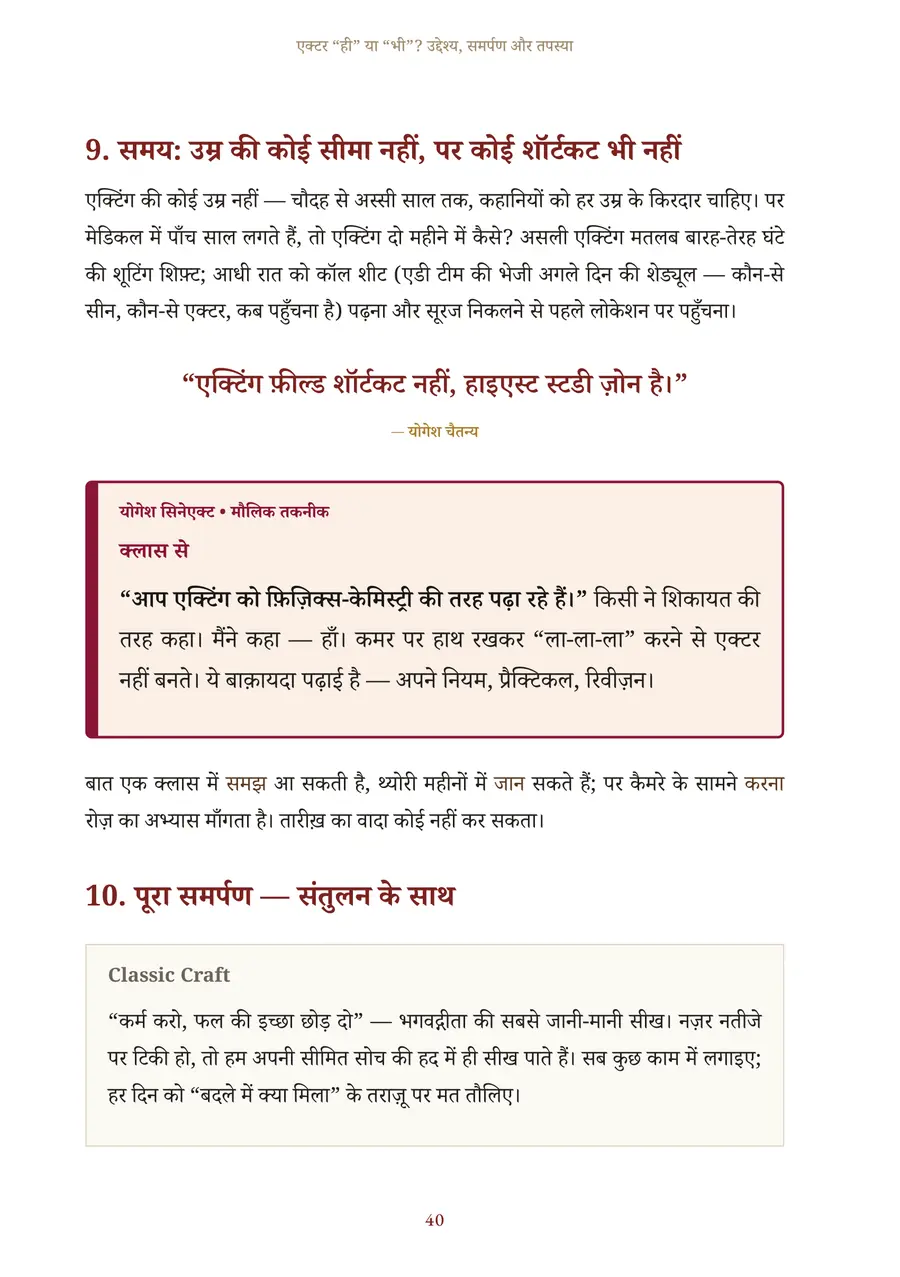 एक्टर “ही” या “भी”? उद्देश्य, समर्पण और तपस्या
9. समय: उम्र की कोई सीमा नहीं, पर कोई शॉर्टकट भी नहीं
एक्टिंग की कोई उम्र नहीं — चौदह से अस्सी साल तक, कहानियों को हर उम्र के किरदार चाहिए। पर
मेडिकल में पाँच साल लगते हैं, तो एक्टिंग दो महीने में कैसे? असली एक्टिंग मतलब बारह-तेरह घंटे
की शूटिंग शिफ़्ट; आधी रात को कॉल शीट (एडी टीम की भेजी अगले दिन की शेड्यूल — कौन-से
सीन, कौन-से एक्टर, कब पहुँचना है) पढ़ना और सूरज निकलने से पहले लोकेशन पर पहुँचना।
“एक्टिंग फ़ील्ड शॉर्टकट नहीं, हाइएस्ट स्टडी ज़ोन है।”
— योगेश चैतन्य
योगेश सिनेएक्ट • मौलिक तकनीक
क्लास से
“आप एक्टिंग को फ़िज़िक्स-केमिस्ट्री की तरह पढ़ा रहे हैं।” किसी ने शिकायत की
तरह कहा। मैंने कहा — हाँ। कमर पर हाथ रखकर “ला-ला-ला” करने से एक्टर
नहीं बनते। ये बाक़ायदा पढ़ाई है — अपने नियम, प्रैक्टिकल, रिवीज़न।
बात एक क्लास में समझ आ सकती है, थ्योरी महीनों में जान सकते हैं; पर कैमरे के सामने करना
रोज़ का अभ्यास माँगता है। तारीख़ का वादा कोई नहीं कर सकता।
10. पूरा समर्पण — संतुलन के साथ
Classic Craft
“कर्म करो, फल की इच्छा छोड़ दो” — भगवद्गीता की सबसे जानी-मानी सीख। नज़र नतीजे
पर टिकी हो, तो हम अपनी सीमित सोच की हद में ही सीख पाते हैं। सब कुछ काम में लगाइए;
हर दिन को “बदले में क्या मिला” के तराज़ू पर मत तौलिए।
40